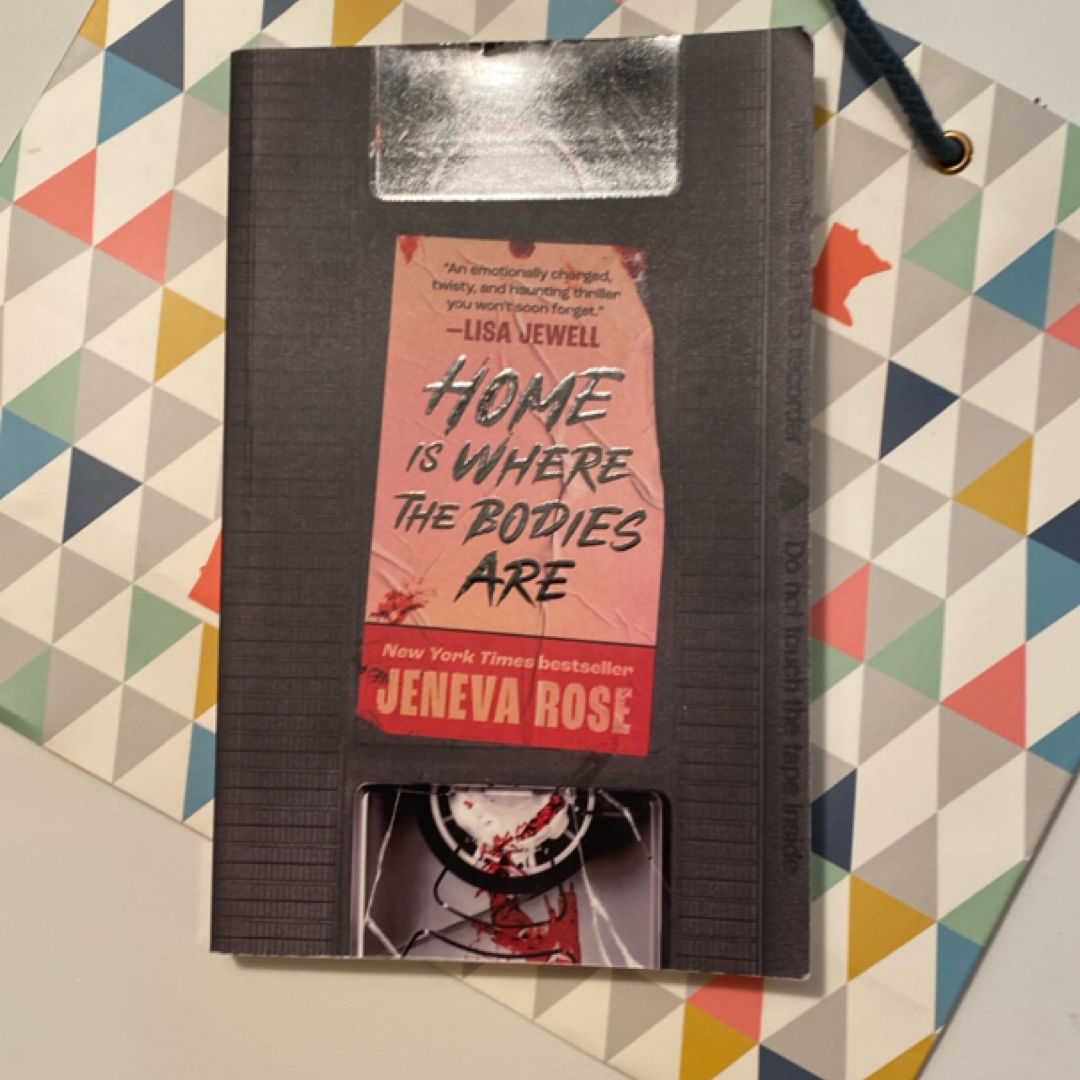 "An emotionally charged,
twisty, and haunting thriller
you won't soon forget."
—LISA JEWELL
HOME
IS WHERE
THE BODIES
ARE
New York Times bestseller
JENEVA ROSE
recorder ▲ Do not touch the tape inside